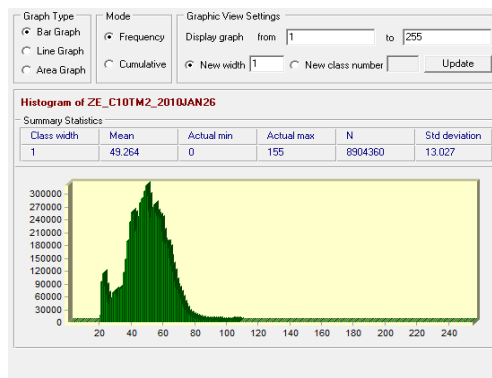 Graph Type
Mode
Graphic View Settings
Bar Graph
Line Graph
Area Graph
Frequency
Cumulative
Display graph from 1 to 255
New width 1 New class number Update
Histogram of ZE_C10TM2_2010JAN26
Summary Statistics
Class width Mean Actual min Actual max N Std deviation
1 49.264 0 155 8904360 13.027
300000
270000
240000
210000
180000
150000
120000
90000
60000
30000
0
20 40 60 80 100 120 140 160 180 200 220 240